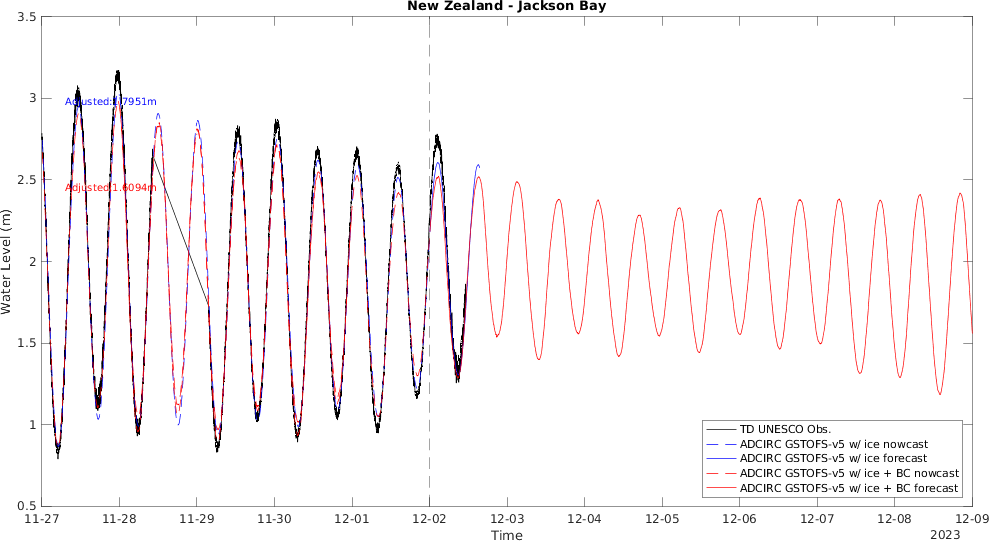 New Zealand - Jackson Bay
3.5
3
2.5
2
1.5
1
0.5
Water Level (m)
Adjusted:1.6094m
TD UNESCO Obs.
ADCIRC GSTOFS-v5 w/ ice nowcast
ADCIRC GSTOFS-v5 w/ ice forecast
ADCIRC GSTOFS-v5 w/ ice + BC nowcast
ADCIRC GSTOFS-v5 w/ ice + BC forecast
11-27 11-28 11-29 11-30 12-01 12-02 12-03 12-04 12-05 12-06 12-07 12-08 12-09
Time
2023